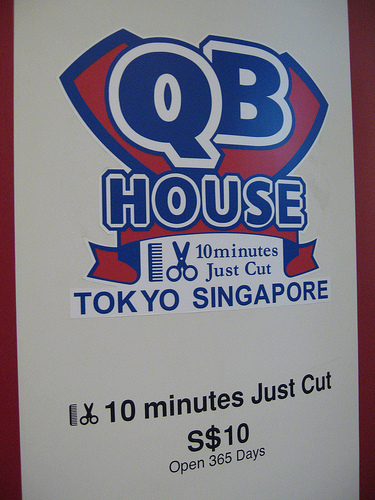 QB
HOUSE
10minutes
Just Cut
TOKYO SINGAPORE
10 minutes Just Cut
S$10
Open 365 Days